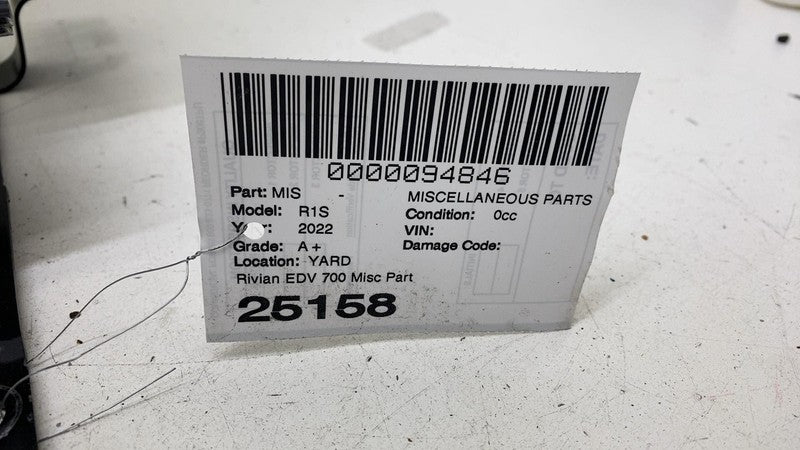 0000094846
Part: MIS - MISCELLANEOUS PARTS
Model: R1S Condition: 0cc
Year: 2022 VIN:
Grade: A+ Damage Code:
Location: YARD
Rivian EDV 700 Misc Part
25158